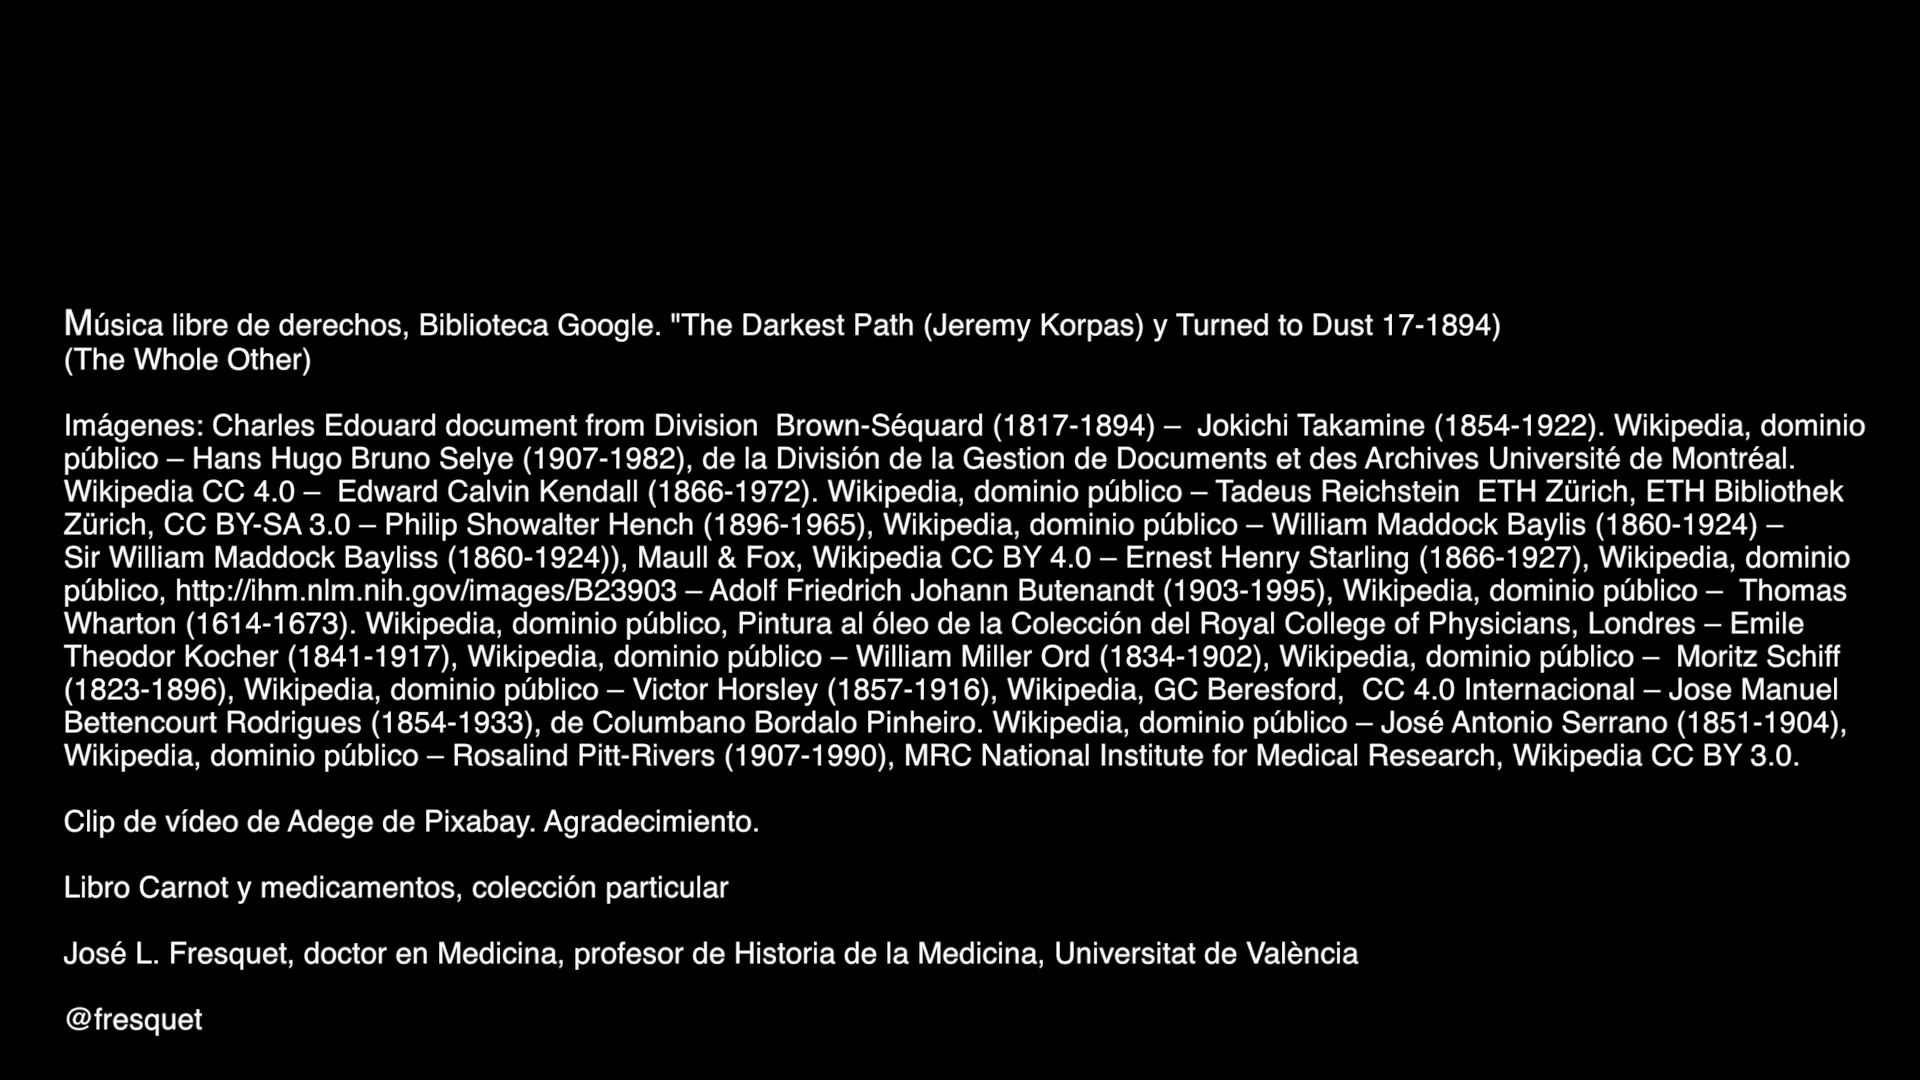 Música libre de derechos, Biblioteca Google. "The Darkest Path (Jeremy Korpas) y Turned to Dust 17-1894)
(The Whole Other)
Imágenes: Charles Edouard document from Division  Brown-Séquard (1817-1894) –  Jokichi Takamine (1854-1922). Wikipedia, dominio
público – Hans Hugo Bruno Selye (1907-1982), de la División de la Gestion de Documents et des Archives Université de Montréal.
Wikipedia CC 4.0 –  Edward Calvin Kendall (1866-1972). Wikipedia, dominio público – Tadeus Reichstein  ETH Zürich, ETH Bibliothek
Zürich, CC BY-SA 3.0 – Philip Showalter Hench (1896-1965), Wikipedia, dominio público – William Maddock Baylis (1860-1924) –
Sir William Maddock Bayliss (1860-1924)), Maull & Fox, Wikipedia CC BY 4.0 – Ernest Henry Starling (1866-1927), Wikipedia, dominio
público, http://ihm.nlm.nih.gov/images/B23903 – Adolf Friedrich Johann Butenandt (1903-1995), Wikipedia, dominio público –  Thomas
Wharton (1614-1673). Wikipedia, dominio público, Pintura al óleo de la Colección del Royal College of Physicians, Londres – Emile
Theodor Kocher (1841-1917), Wikipedia, dominio público – William Miller Ord (1834-1902), Wikipedia, dominio público –  Moritz Schiff
(1823-1896), Wikipedia, dominio público – Victor Horsley (1857-1916), Wikipedia, GC Beresford,  CC 4.0 Internacional – Jose Manuel
Bettencourt Rodrigues (1854-1933), de Columbano Bordalo Pinheiro. Wikipedia, dominio público – José Antonio Serrano (1851-1904),
Wikipedia, dominio público – Rosalind Pitt-Rivers (1907-1990), MRC National Institute for Medical Research, Wikipedia CC BY 3.0.
Clip de vídeo de Adege de Pixabay. Agradecimiento.
Libro Carnot y medicamentos, colección particular
José L. Fresquet, doctor en Medicina, profesor de Historia de la Medicina, Universitat de València
@fresquet